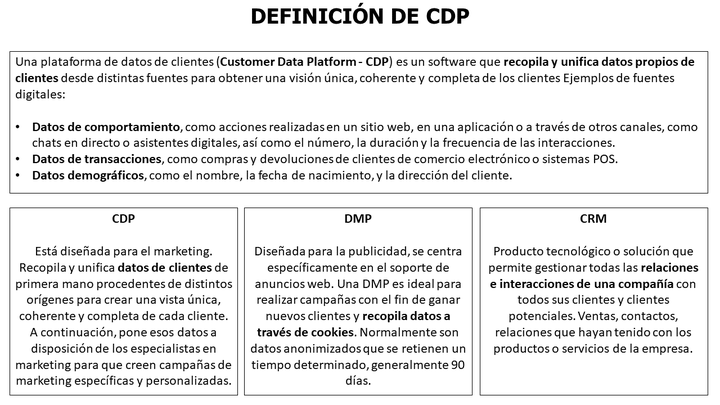 DEFINICIÓN DE CDP
Una plataforma de datos de clientes (Customer Data Platform - CDP) es un software que recopila y unifica datos propios de
clientes desde distintas fuentes para obtener una visión única, coherente y completa de los clientes Ejemplos de fuentes
digitales:
• Datos de comportamiento, como acciones realizadas en un sitio web, en una aplicación o a través de otros canales, como
chats en directo o asistentes digitales, así como el número, la duración y la frecuencia de las interacciones.
• Datos de transacciones, como compras y devoluciones de clientes de comercio electrónico o sistemas POS.
• Datos demográficos, como el nombre, la fecha de nacimiento, y la dirección del cliente.
CDP
Está diseñada para el marketing.
Recopila y unifica datos de clientes de
primera mano procedentes de distintos
orígenes para crear una vista única,
coherente y completa de cada cliente.
A continuación, pone esos datos a
disposición de los especialistas en
marketing para que creen campañas de
marketing específicas y personalizadas.
DMP
Diseñada para la publicidad, se centra
específicamente en el soporte de
anuncios web. Una DMP es ideal para
realizar campañas con el fin de ganar
nuevos clientes y recopila datos a
través de cookies. Normalmente son
datos anonimizados que se retienen un
tiempo determinado, generalmente 90
días.
CRM
Producto tecnológico o solución que
permite gestionar todas las relaciones
e interacciones de una compañía con
todos sus clientes y clientes
potenciales. Ventas, contactos,
relaciones que hayan tenido con los
productos o servicios de la empresa.